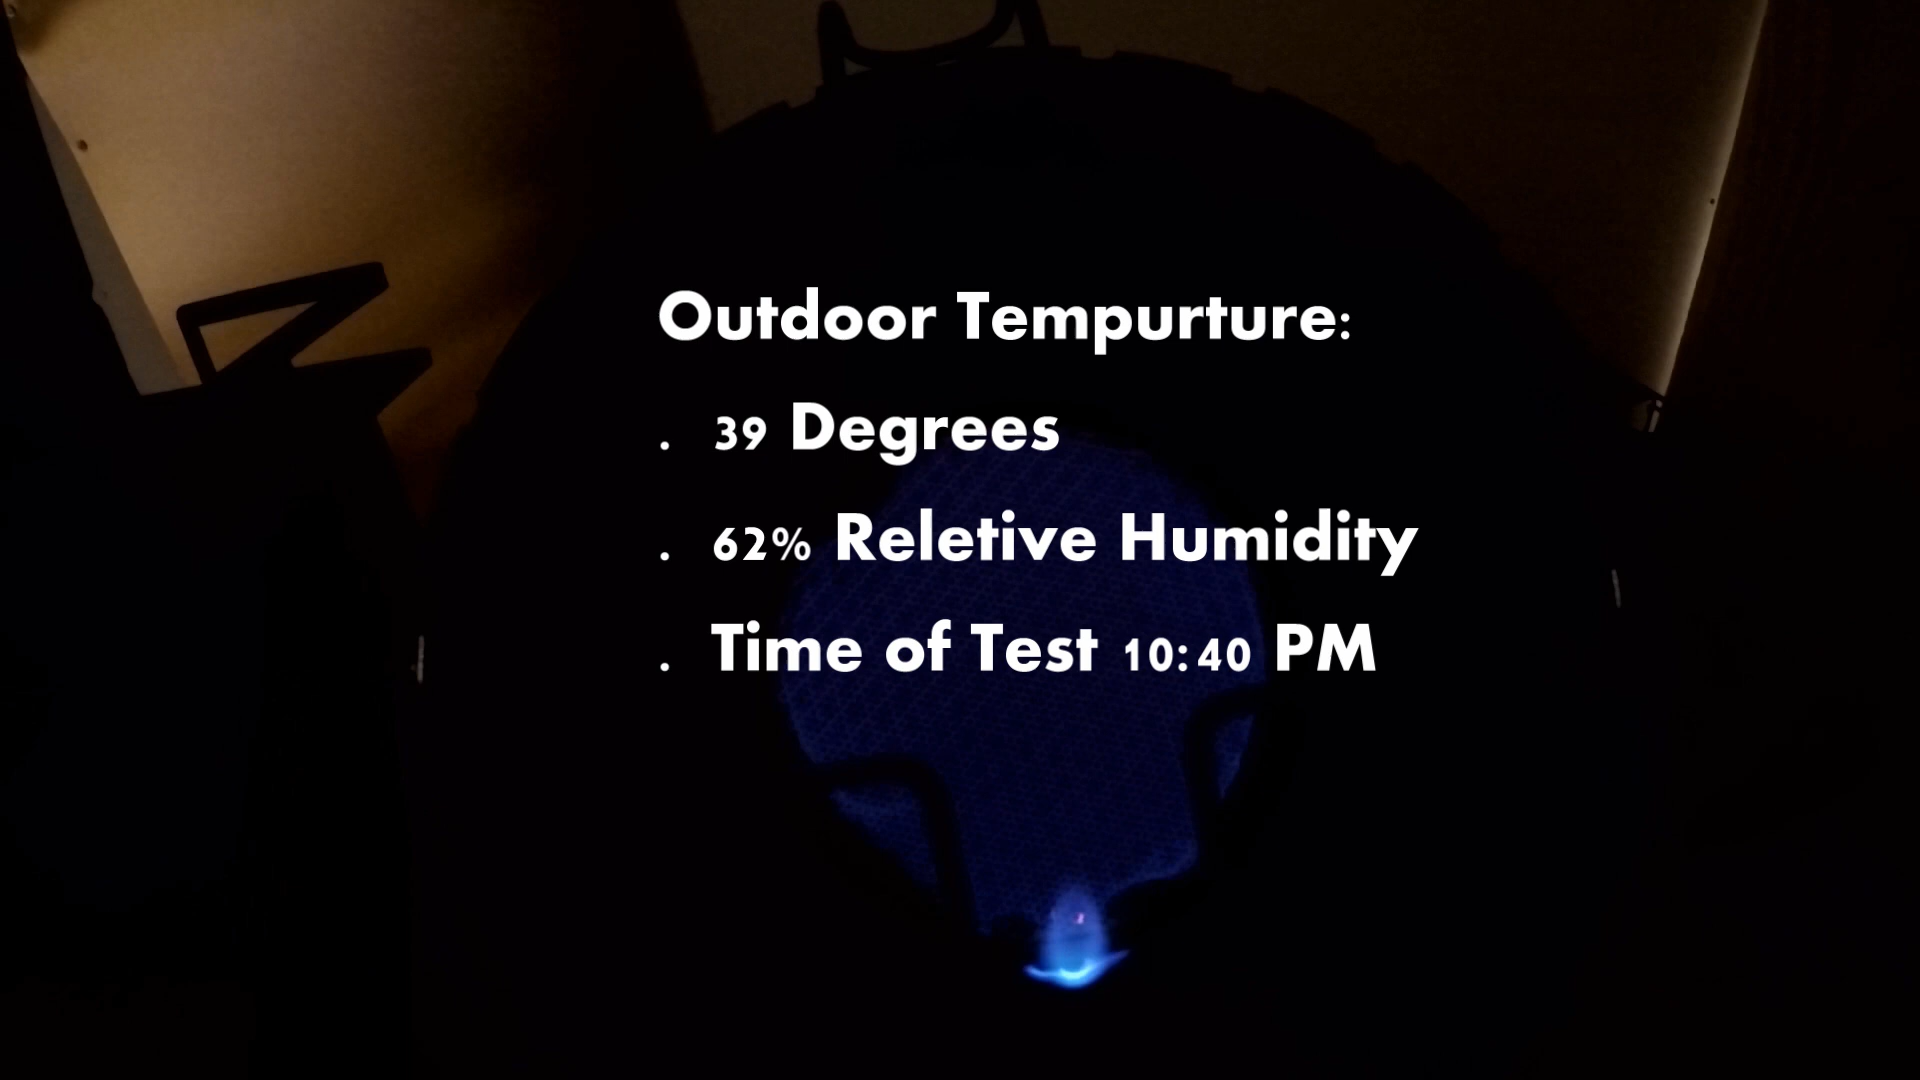 Outdoor Tempurture:
. 39 Degrees
. 62% Reletive Humidity
. Time of Test 10:40 PM